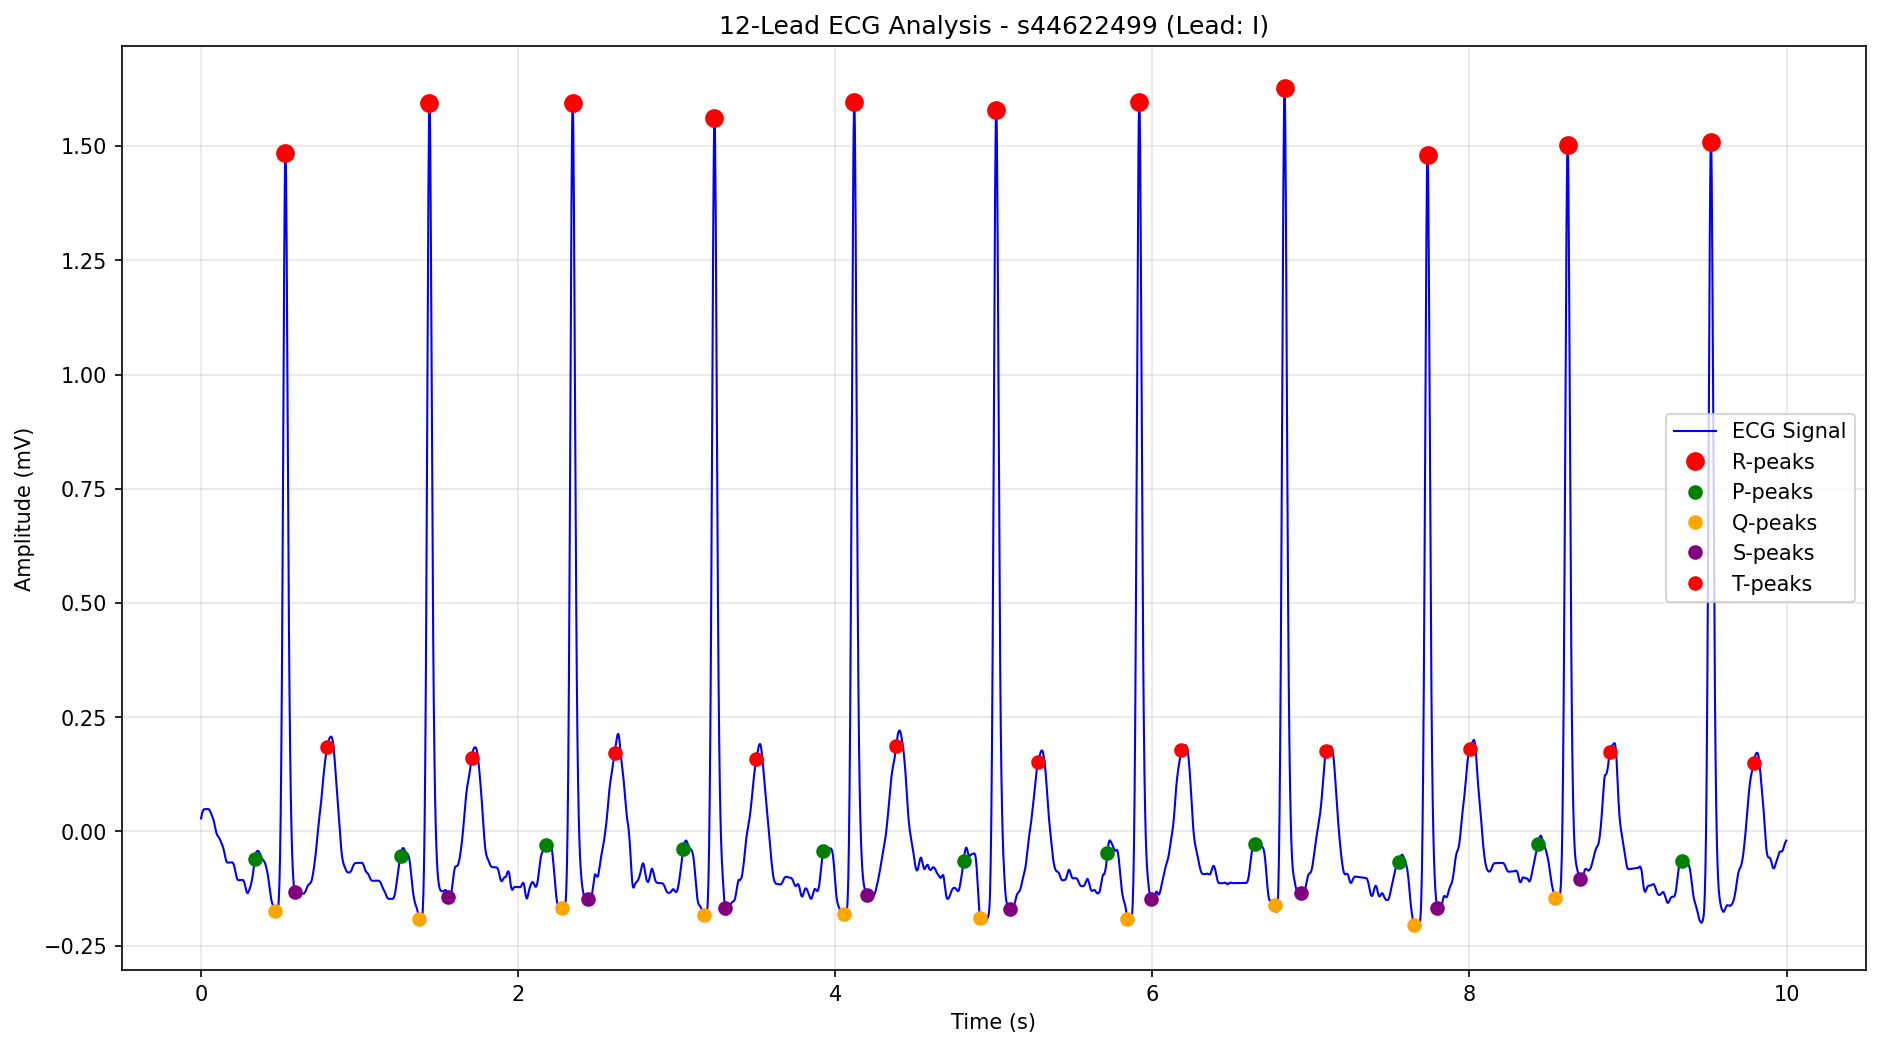 12-Lead ECG Analysis - s44622499 (Lead: I)
Amplitude (mV)
1.50
1.25
1.00
0.75
0.50
0.25
0.00
−0.25
ECG Signal
R-peaks
P-peaks
Q-peaks
S-peaks
T-peaks
0 2 4 6 8 10
Time (s)